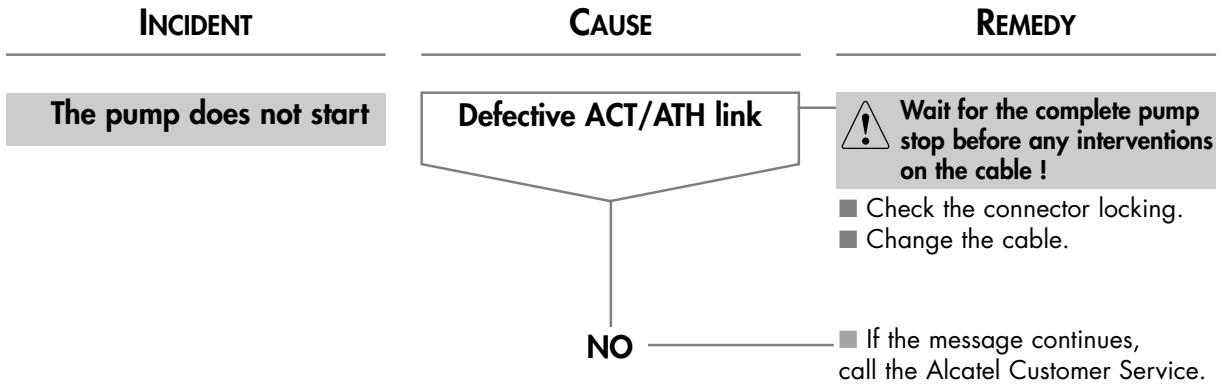 INCIDENT
CAUSE
REMEDY
The pump does not start
Defective ACT/ATH link
Wait for the complete pump
stop before any interventions
on the cable !
■ Check the connector locking.
■ Change the cable.
NO
■ If the message continues,
call the Alcatel Customer Service.